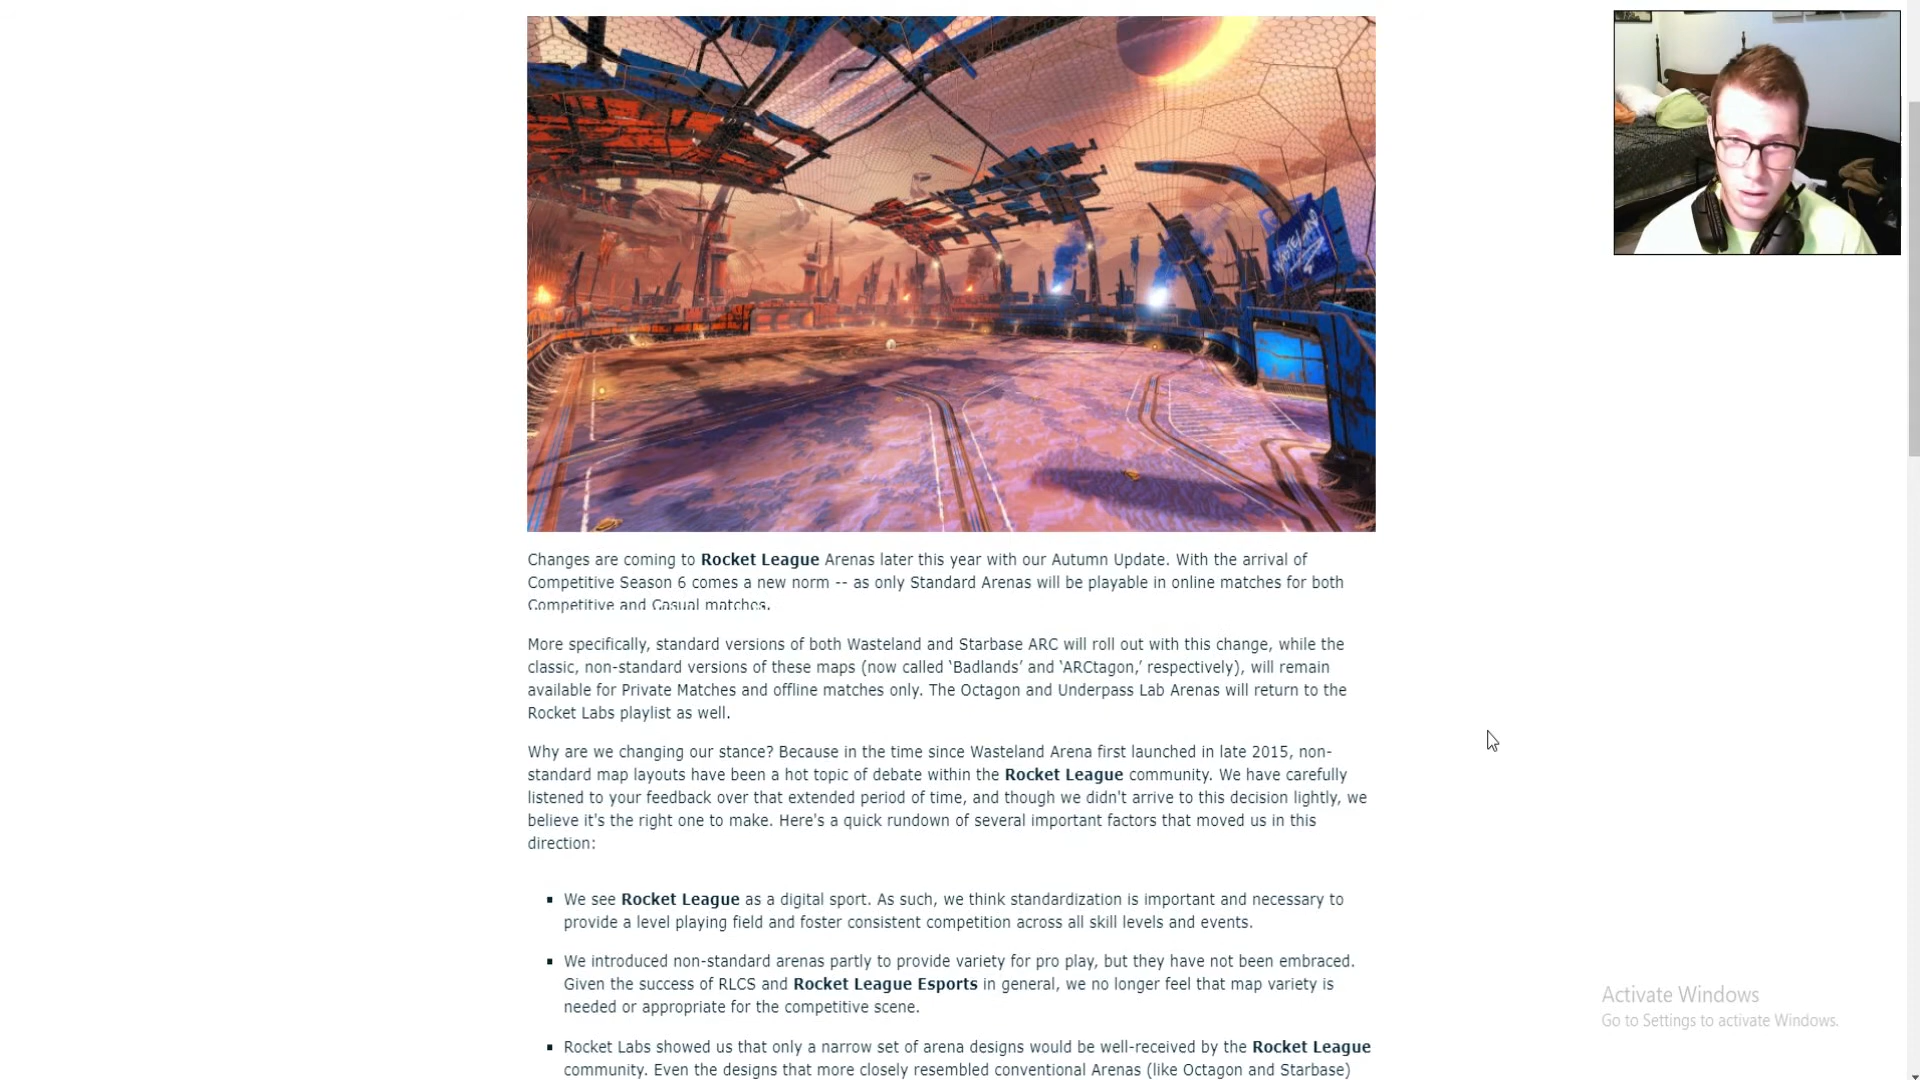 WASTELAND
Changes are coming to Rocket League Arenas later this year with our Autumn Update. With the arrival of
Competitive Season 6 comes a new norm -- as only Standard Arenas will be playable in online matches for both
Competitive and Casual matches.
More specifically, standard versions of both Wasteland and Starbase ARC will roll out with this change, while the
classic, non-standard versions of these maps (now called ‘Badlands’ and ‘ARCtagon,’ respectively), will remain
available for Private Matches and offline matches only. The Octagon and Underpass Lab Arenas will return to the
Rocket Labs playlist as well.
Why are we changing our stance? Because in the time since Wasteland Arena first launched in late 2015, non-
standard map layouts have been a hot topic of debate within the Rocket League community. We have carefully
listened to your feedback over that extended period of time, and though we didn't arrive to this decision lightly, we
believe it's the right one to make. Here's a quick rundown of several important factors that moved us in this
direction:
▪ We see Rocket League as a digital sport. As such, we think standardization is important and necessary to
provide a level playing field and foster consistent competition across all skill levels and events.
▪ We introduced non-standard arenas partly to provide variety for pro play, but they have not been embraced.
Given the success of RLCS and Rocket League Esports in general, we no longer feel that map variety is
needed or appropriate for the competitive scene.
▪ Rocket Labs showed us that only a narrow set of arena designs would be well-received by the Rocket League
community. Even the designs that more closely resembled conventional Arenas (like Octagon and Starbase)
Activate Windows
Go to Settings to activate Windows.